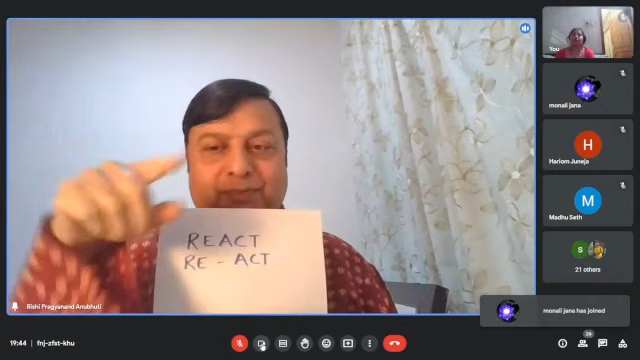 REACT
RE - ACT
Rishi Pragyanand Anubhuti
You
monali jana
H
Hariom Juneja
M
Madhu Seth
S
21 others
monali jana has joined
19:44 fnj-zfst-khu
26